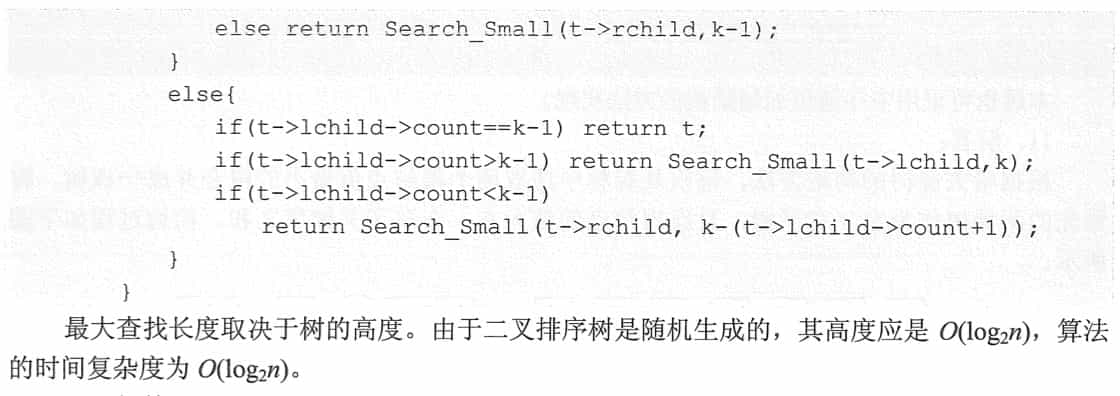 else return Search_Small(t->rchild,k-1);
}
else{
if(t->lchild->count==k-1) return t;
if(t->lchild->count>k-1) return Search_Small(t->lchild,k);
if(t->lchild->count<k-1)
return Search_Small(t->rchild, k-(t->lchild->count+1));
}
}
最大查找长度取决于树的高度。由于二叉排序树是随机生成的，其高度应是 O(log₂n)，算法
的时间复杂度为 O(log₂n)。